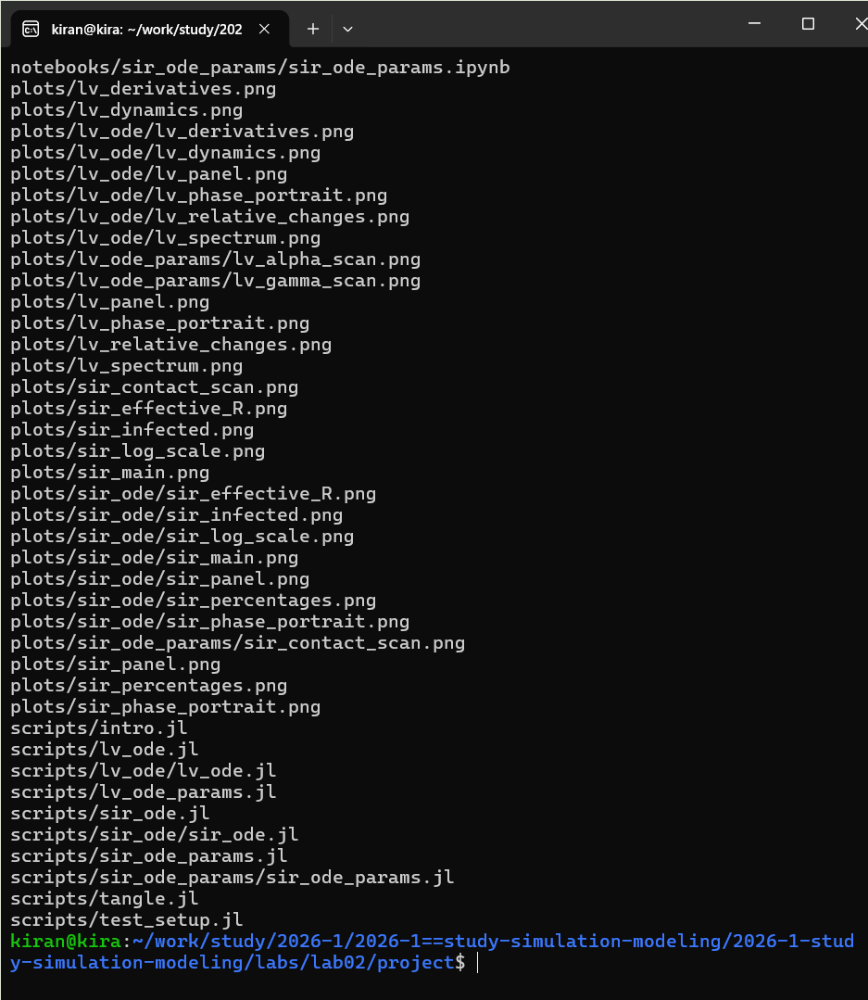 kiran@kira: ~/work/study/202
notebooks/sir_ode_params/sir_ode_params.ipynb
plots/lv_derivatives.png
plots/lv_dynamics.png
plots/lv_ode/lv_derivatives.png
plots/lv_ode/lv_dynamics.png
plots/lv_ode/lv_panel.png
plots/lv_ode/lv_phase_portrait.png
plots/lv_ode/lv_relative_changes.png
plots/lv_ode/lv_spectrum.png
plots/lv_ode_params/lv_alpha_scan.png
plots/lv_ode_params/lv_gamma_scan.png
plots/lv_panel.png
plots/lv_phase_portrait.png
plots/lv_relative_changes.png
plots/lv_spectrum.png
plots/sir_contact_scan.png
plots/sir_effective_R.png
plots/sir_infected.png
plots/sir_log_scale.png
plots/sir_main.png
plots/sir_ode/sir_effective_R.png
plots/sir_ode/sir_infected.png
plots/sir_ode/sir_log_scale.png
plots/sir_ode/sir_main.png
plots/sir_ode/sir_panel.png
plots/sir_ode/sir_percentages.png
plots/sir_ode/sir_phase_portrait.png
plots/sir_ode_params/sir_contact_scan.png
plots/sir_panel.png
plots/sir_percentages.png
plots/sir_phase_portrait.png
scripts/intro.jl
scripts/lv_ode.jl
scripts/lv_ode/lv_ode.jl
scripts/lv_ode_params.jl
scripts/sir_ode.jl
scripts/sir_ode/sir_ode.jl
scripts/sir_ode_params.jl
scripts/sir_ode_params/sir_ode_params.jl
scripts/tangle.jl
scripts/test_setup.jl
kiran@kira:~/work/study/2026-1/2026-1==study-simulation-modeling/2026-1-stud
y-simulation-modeling/labs/lab02/project$